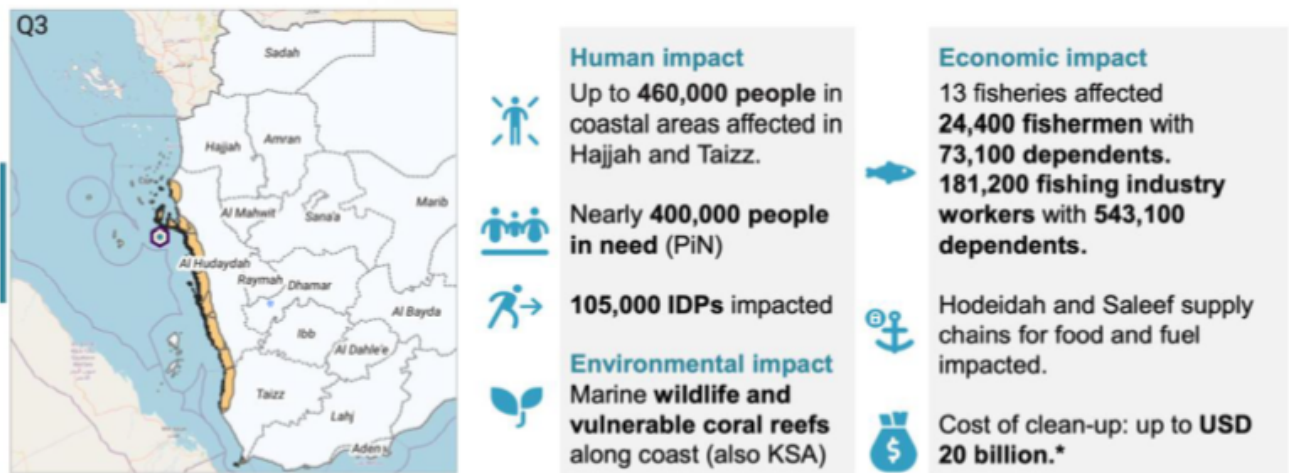 Q3
Sadah
Hajjah
Amran
Marib
Al Mahwit
Sana'a
Al Hudaydah
Raymah
Dhamar
Al Bayda
Ibb
Al Dahle'e
Taizz
Lahj
Aden
Human impact
Up to 460,000 people in
coastal areas affected in
Hajjah and Taizz.
Nearly 400,000 people
in need (PiN)
105,000 IDPs impacted
Environmental impact
Marine wildlife and
vulnerable coral reefs
along coast (also KSA)
Economic impact
13 fisheries affected
24,400 fishermen with
73,100 dependents.
181,200 fishing industry
workers with 543,100
dependents.
Hodeidah and Saleef supply
chains for food and fuel
impacted.
Cost of clean-up: up to USD
20 billion.*